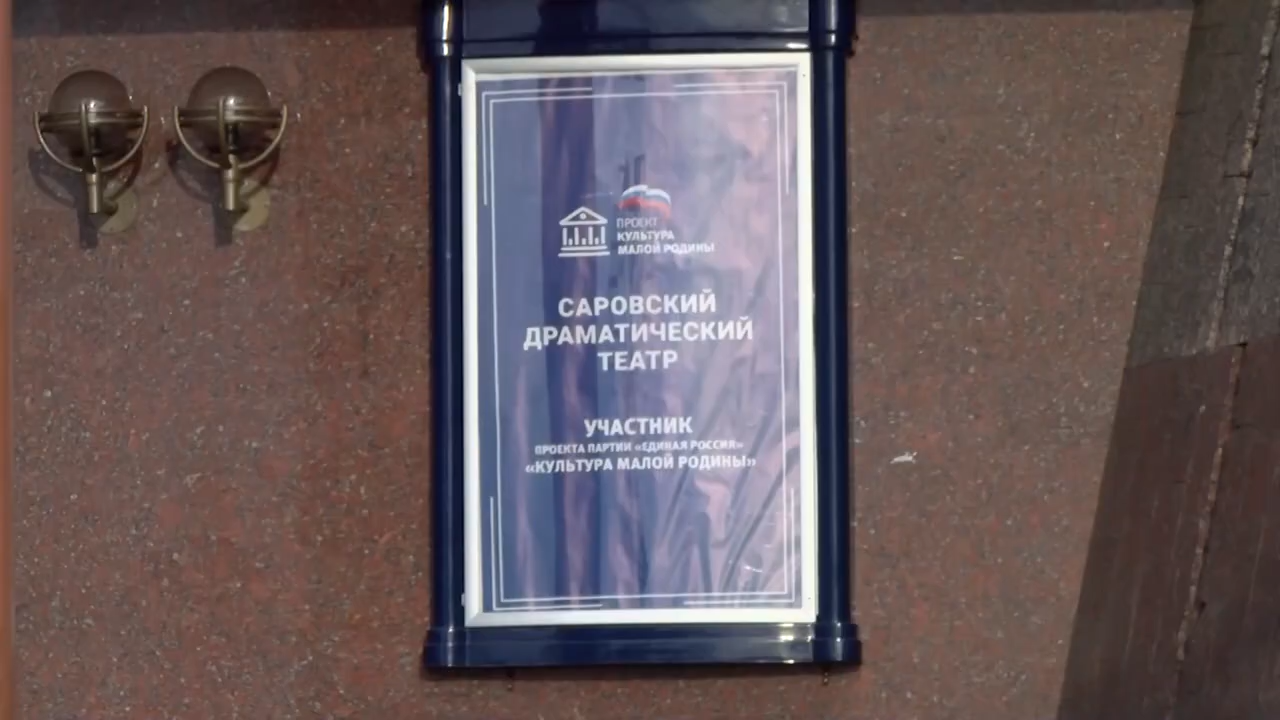 ПРОЕКТ
КУЛЬТУРА
МАЛОЙ РОДИНЫ
САРОВСКИЙ
ДРАМАТИЧЕСКИЙ
ТЕАТР
УЧАСТНИК
ПРОЕКТА ПАРТИИ «ЕДИНАЯ РОССИЯ»
«КУЛЬТУРА МАЛОЙ РОДИНЫ»